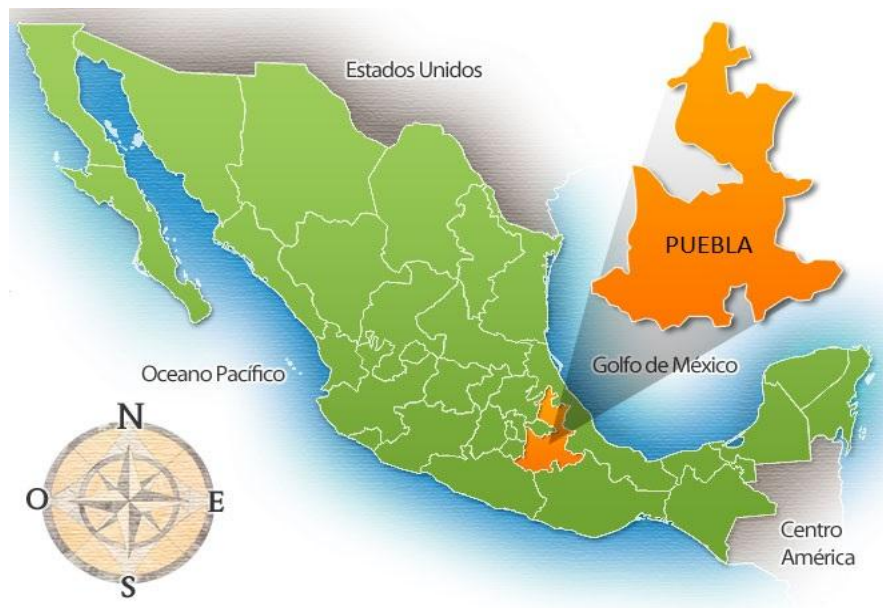 Estados Unidos
PUEBLA
Golfo de México
Oceano Pacífico
N
O
E
S
Centro
América